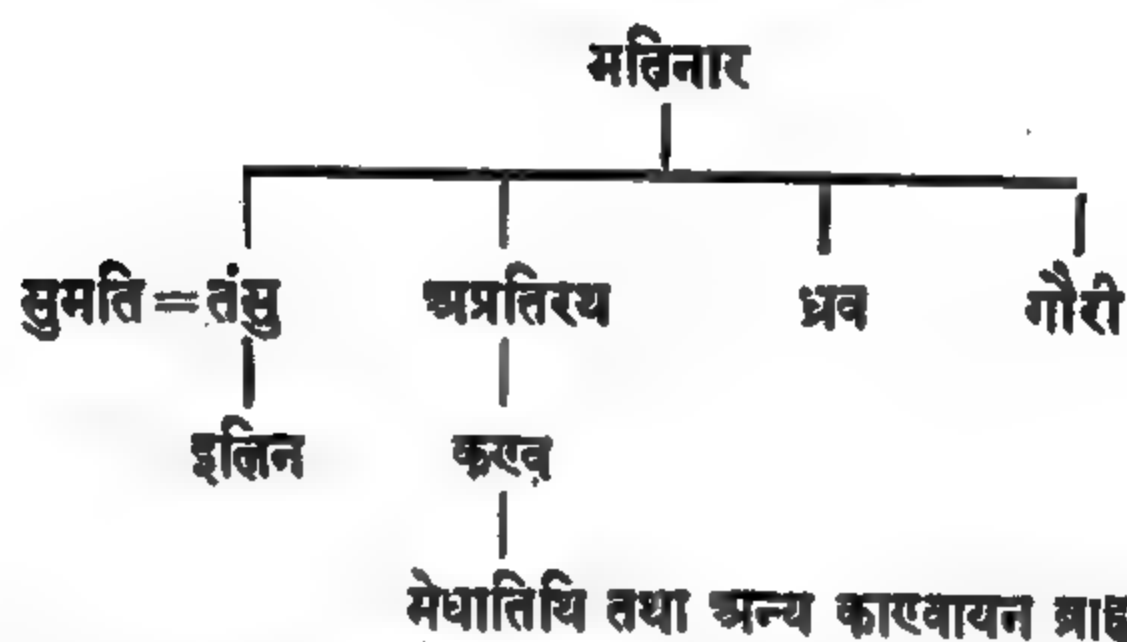 मतिनार
सुमति = तंसु अप्रतिरथ ध्रुव गौरी
इलिन कण्व
मेधातिथि तथा अन्य काण्वायन